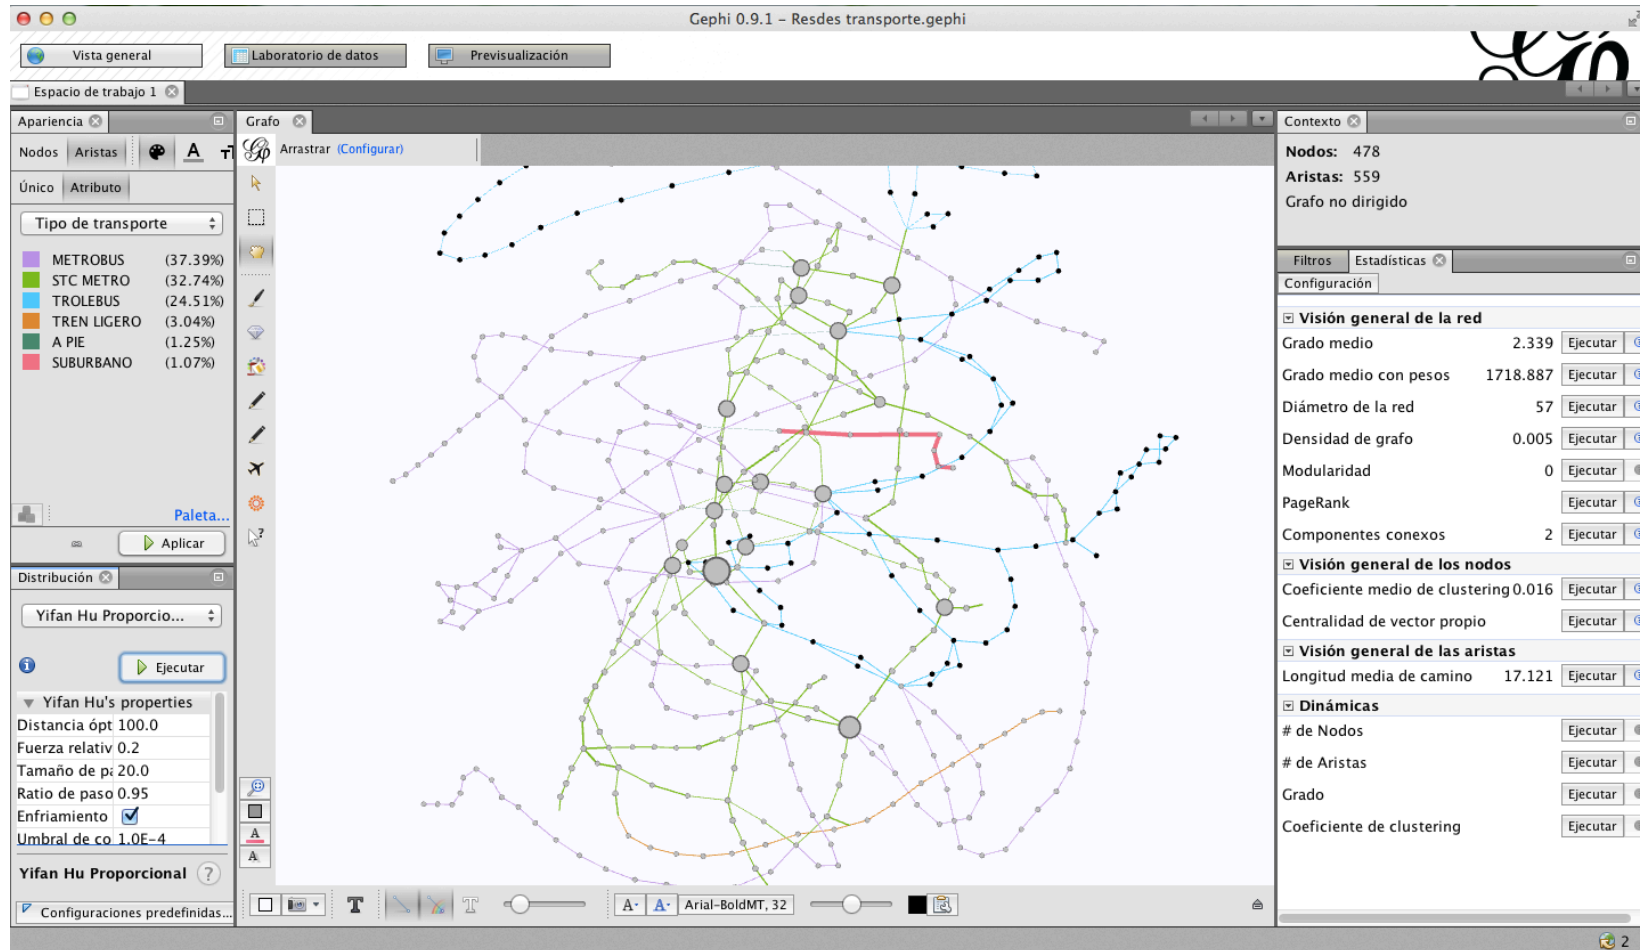 Gephi 0.9.1 – Resdes transporte.gephi
Vista general
Laboratorio de datos
Previsualización
Espacio de trabajo 1
Apariencia
Nodos Aristas
Único Atributo
Tipo de transporte
METROBUS (37.39%)
STC METRO (32.74%)
TROLEBUS (24.51%)
TREN LIGERO (3.04%)
A PIE (1.25%)
SUBURBANO (1.07%)
Paleta...
Aplicar
Distribución
Yifan Hu Proporcio...
Ejecutar
Yifan Hu's properties
Distancia ópt 100.0
Fuerza relativ 0.2
Tamaño de pa 20.0
Ratio de paso 0.95
Enfriamiento
Umbral de co 1.0E-4
Yifan Hu Proporcional ?
Configuraciones predefinidas...
Grafo
Arrastrar (Configurar)
Arial-BoldMT, 32
Contexto
Nodos: 478
Aristas: 559
Grafo no dirigido
Filtros Estadísticas
Configuración
Visión general de la red
Grado medio 2.339 Ejecutar
Grado medio con pesos 1718.887 Ejecutar
Diámetro de la red 57 Ejecutar
Densidad de grafo 0.005 Ejecutar
Modularidad 0 Ejecutar
PageRank Ejecutar
Componentes conexos 2 Ejecutar
Visión general de los nodos
Coeficiente medio de clustering 0.016 Ejecutar
Centralidad de vector propio Ejecutar
Visión general de las aristas
Longitud media de camino 17.121 Ejecutar
Dinámicas
# de Nodos Ejecutar
# de Aristas Ejecutar
Grado Ejecutar
Coeficiente de clustering Ejecutar
2